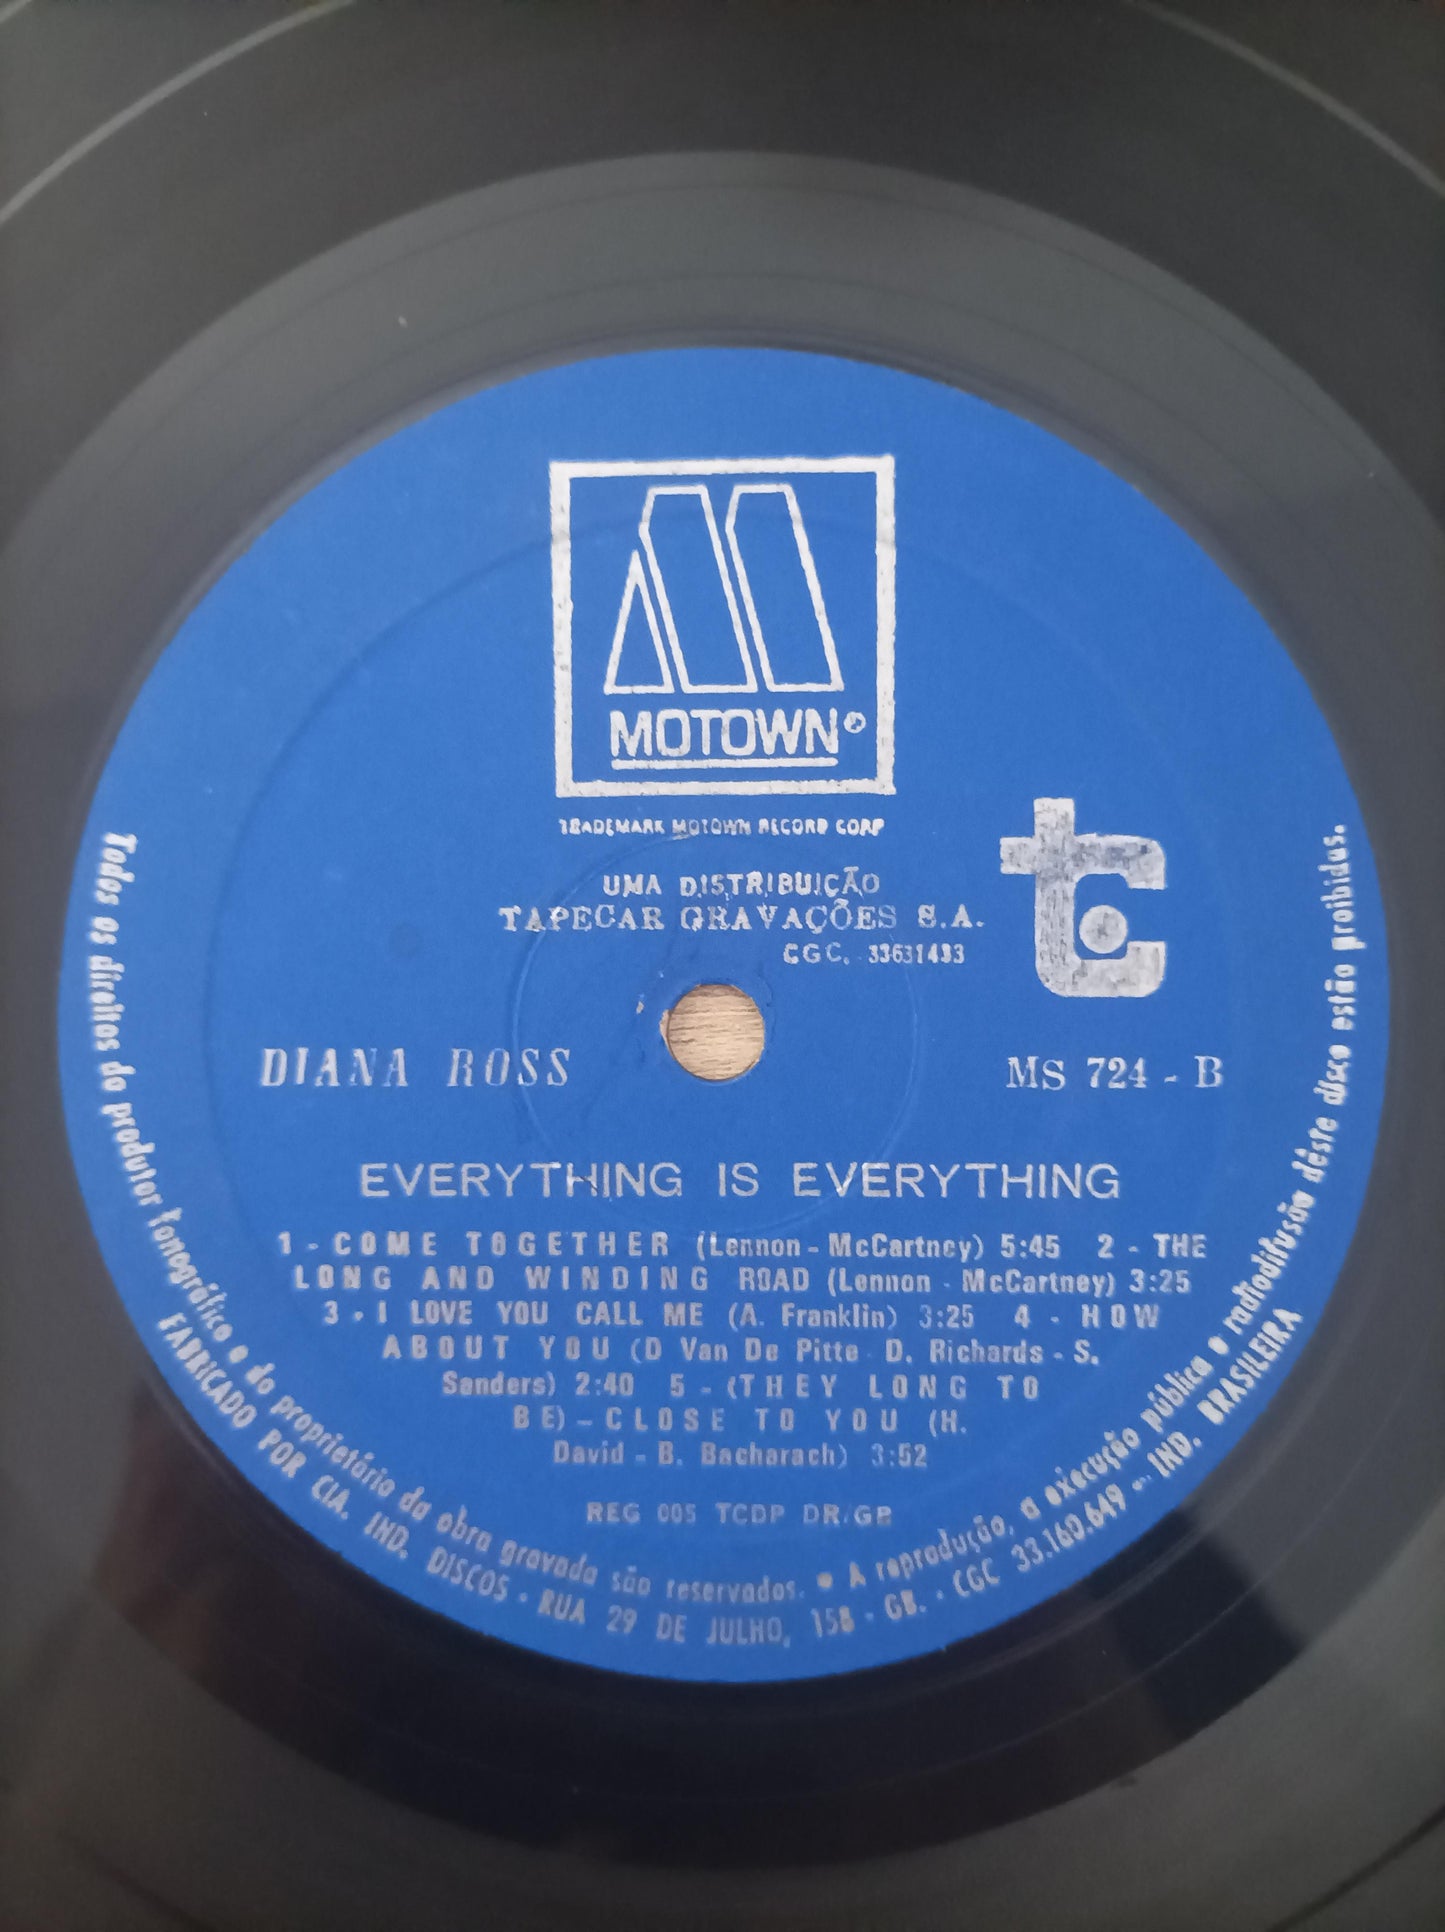 MOTOWN®
TRADEMARK MOTOWN RECORD CORP
UMA DISTRIBUIÇÃO
TAPECAR GRAVAÇÕES S.A.
CGC. 33631433
tc
DIANA ROSS
MS 724 - B
EVERYTHING IS EVERYTHING
1 - COME TOGETHER (Lennon - McCartney) 5:45 2 - THE
LONG AND WINDING ROAD (Lennon - McCartney) 3:25
3 - I LOVE YOU CALL ME (A. Franklin) 3:25 4 - HOW
ABOUT YOU (D Van De Pitte D. Richards - S.
Sanders) 2:40 5 - (THEY LONG TO
BE) - CLOSE TO YOU (H.
David - B. Bacharach) 3:52
REG 005 TCDP DR/GB
Todos os direitos do produtor fonográfico e do proprietário da obra gravada são reservados. • A reprodução, a execução pública e radiodifusão dêste disco estão proibidas.
FABRICADO POR CIA. IND. DISCOS - RUA 29 DE JULHO, 158 - GB. - CGC 33.160.649 - IND. BRASILEIRA